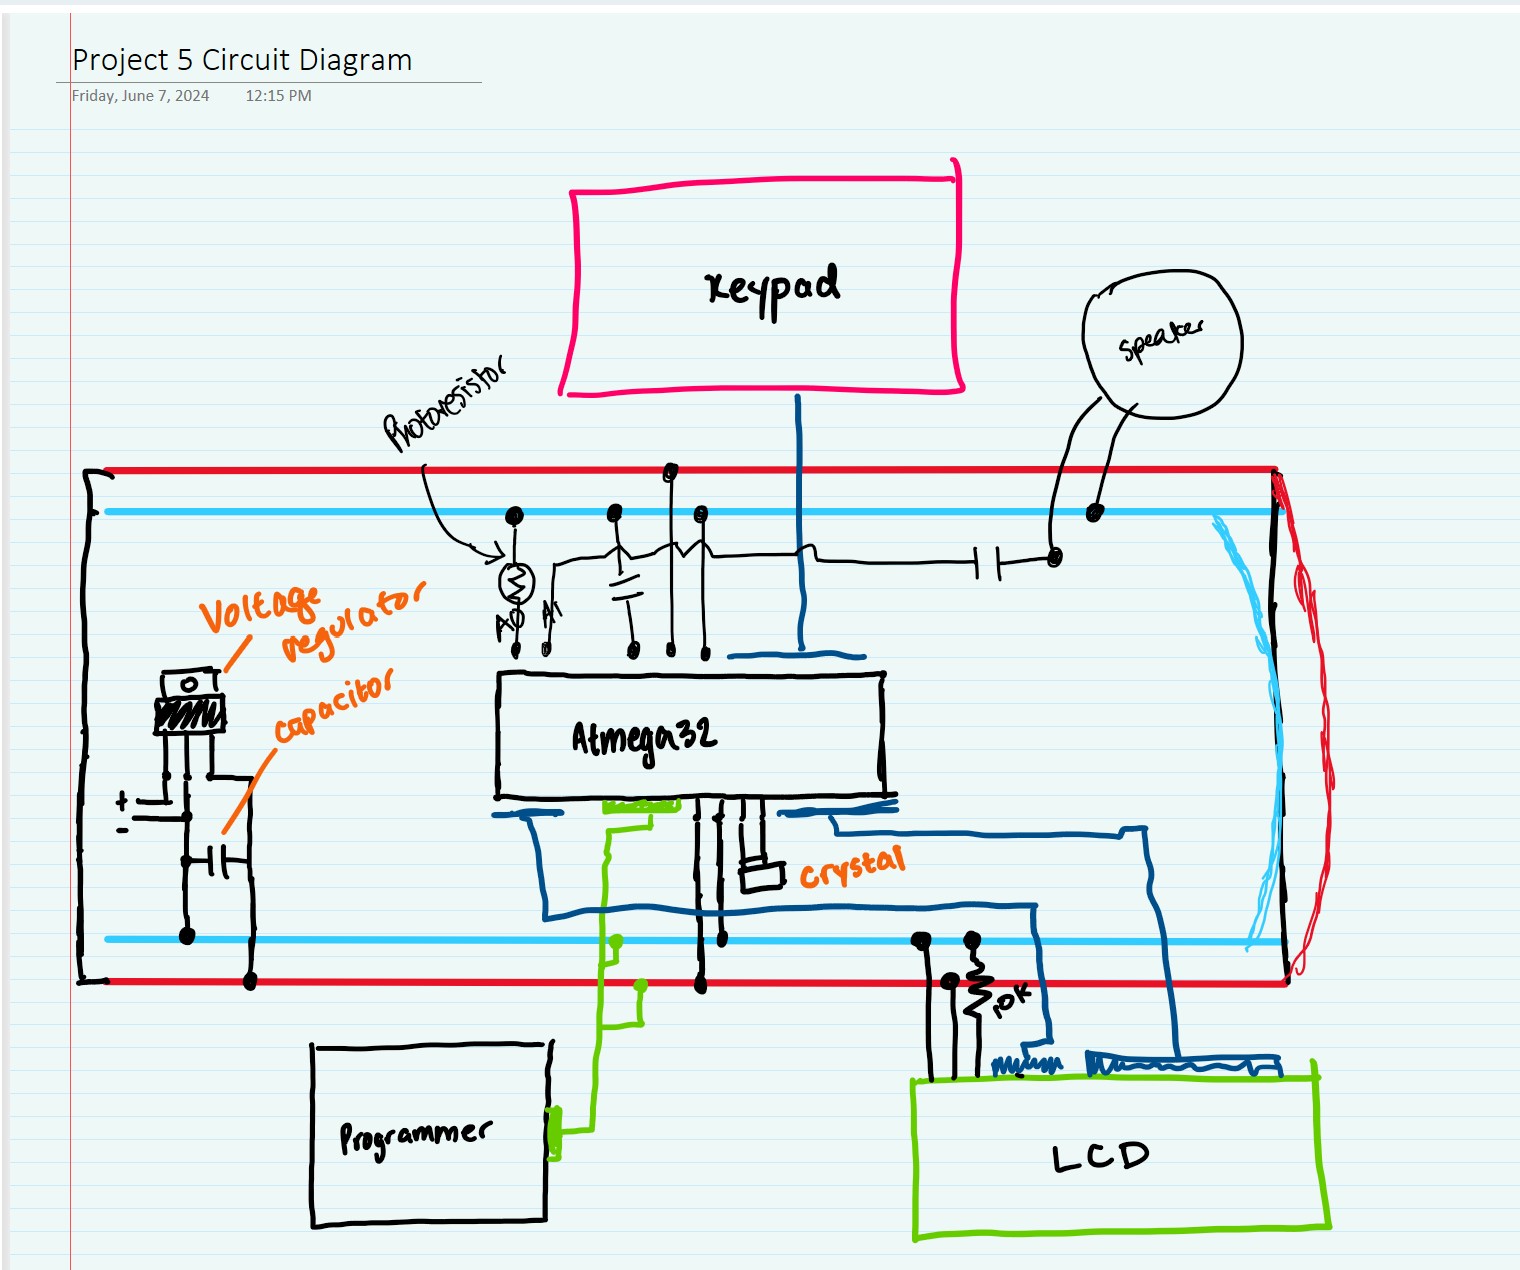 Project 5 Circuit Diagram
Friday, June 7, 2024 12:15 PM
Keypad
Speaker
Photoresistor
A0
A1
Voltage
regulator
capacitor
Atmega32
+
-
crystal
10K
Programmer
LCD